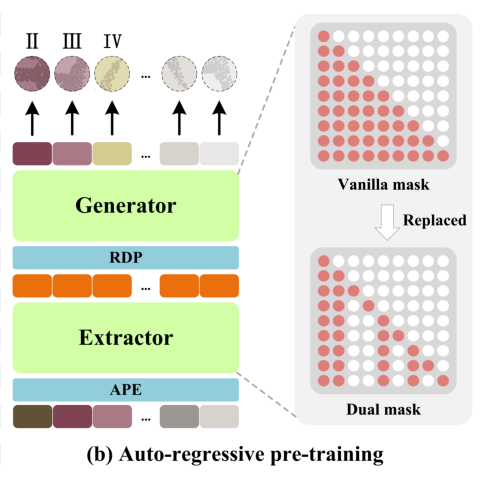 II III IV
...
...
Generator
RDP
...
Extractor
APE
...
Vanilla mask
Replaced
Dual mask
(b) Auto-regressive pre-training